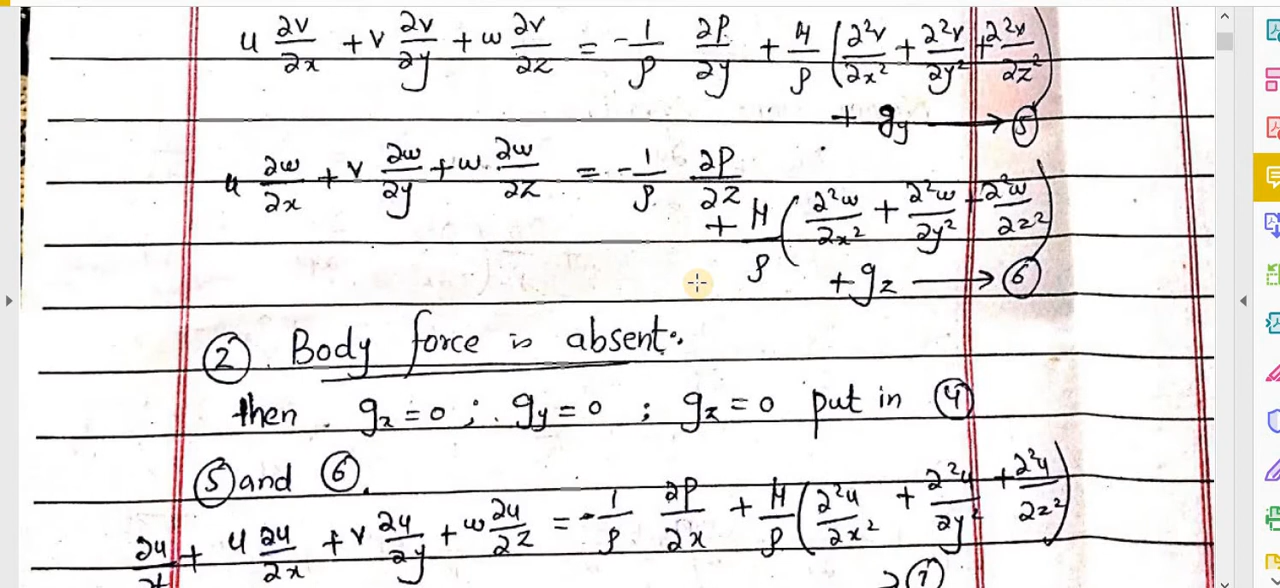 u ∂v/∂x + v ∂v/∂y + w ∂v/∂z = -1/ρ ∂P/∂y + μ/ρ (∂²v/∂x² + ∂²v/∂y² + ∂²v/∂z²)
+ gy → ⑤
u ∂w/∂x + v ∂w/∂y + w ∂w/∂z = -1/ρ ∂P/∂z
+ μ/ρ (∂²w/∂x² + ∂²w/∂y² + ∂²w/∂z²)
+ gz → ⑥
② Body force is absent:
then gx = 0 ; gy = 0 ; gz = 0 put in ④
⑤ and ⑥.
∂u/∂t + u ∂u/∂x + v ∂u/∂y + w ∂u/∂z = -1/ρ ∂P/∂x + μ/ρ (∂²u/∂x² + ∂²u/∂y² + ∂²u/∂z²)
⑦